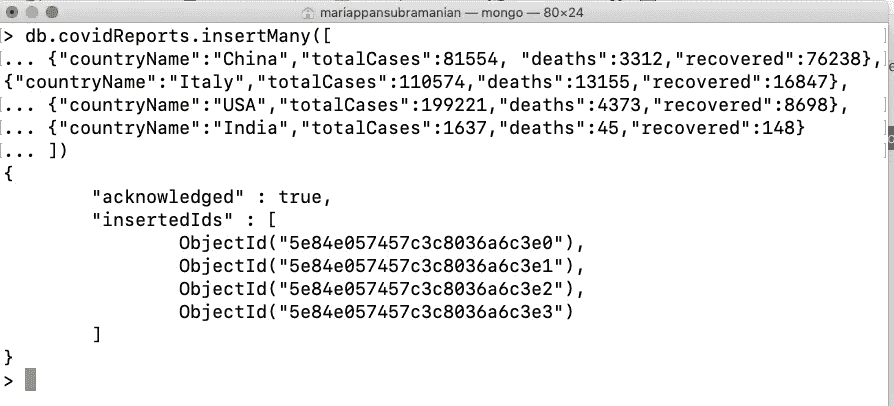 mariappansubramanian — mongo — 80×24
> db.covidReports.insertMany([
... {"countryName":"China","totalCases":81554, "deaths":3312,"recovered":76238},
{"countryName":"Italy","totalCases":110574,"deaths":13155,"recovered":16847},
... {"countryName":"USA","totalCases":199221,"deaths":4373,"recovered":8698},
... {"countryName":"India","totalCases":1637,"deaths":45,"recovered":148}
... ])
{
        "acknowledged" : true,
        "insertedIds" : [
                ObjectId("5e84e057457c3c8036a6c3e0"),
                ObjectId("5e84e057457c3c8036a6c3e1"),
                ObjectId("5e84e057457c3c8036a6c3e2"),
                ObjectId("5e84e057457c3c8036a6c3e3")
        ]
}
>